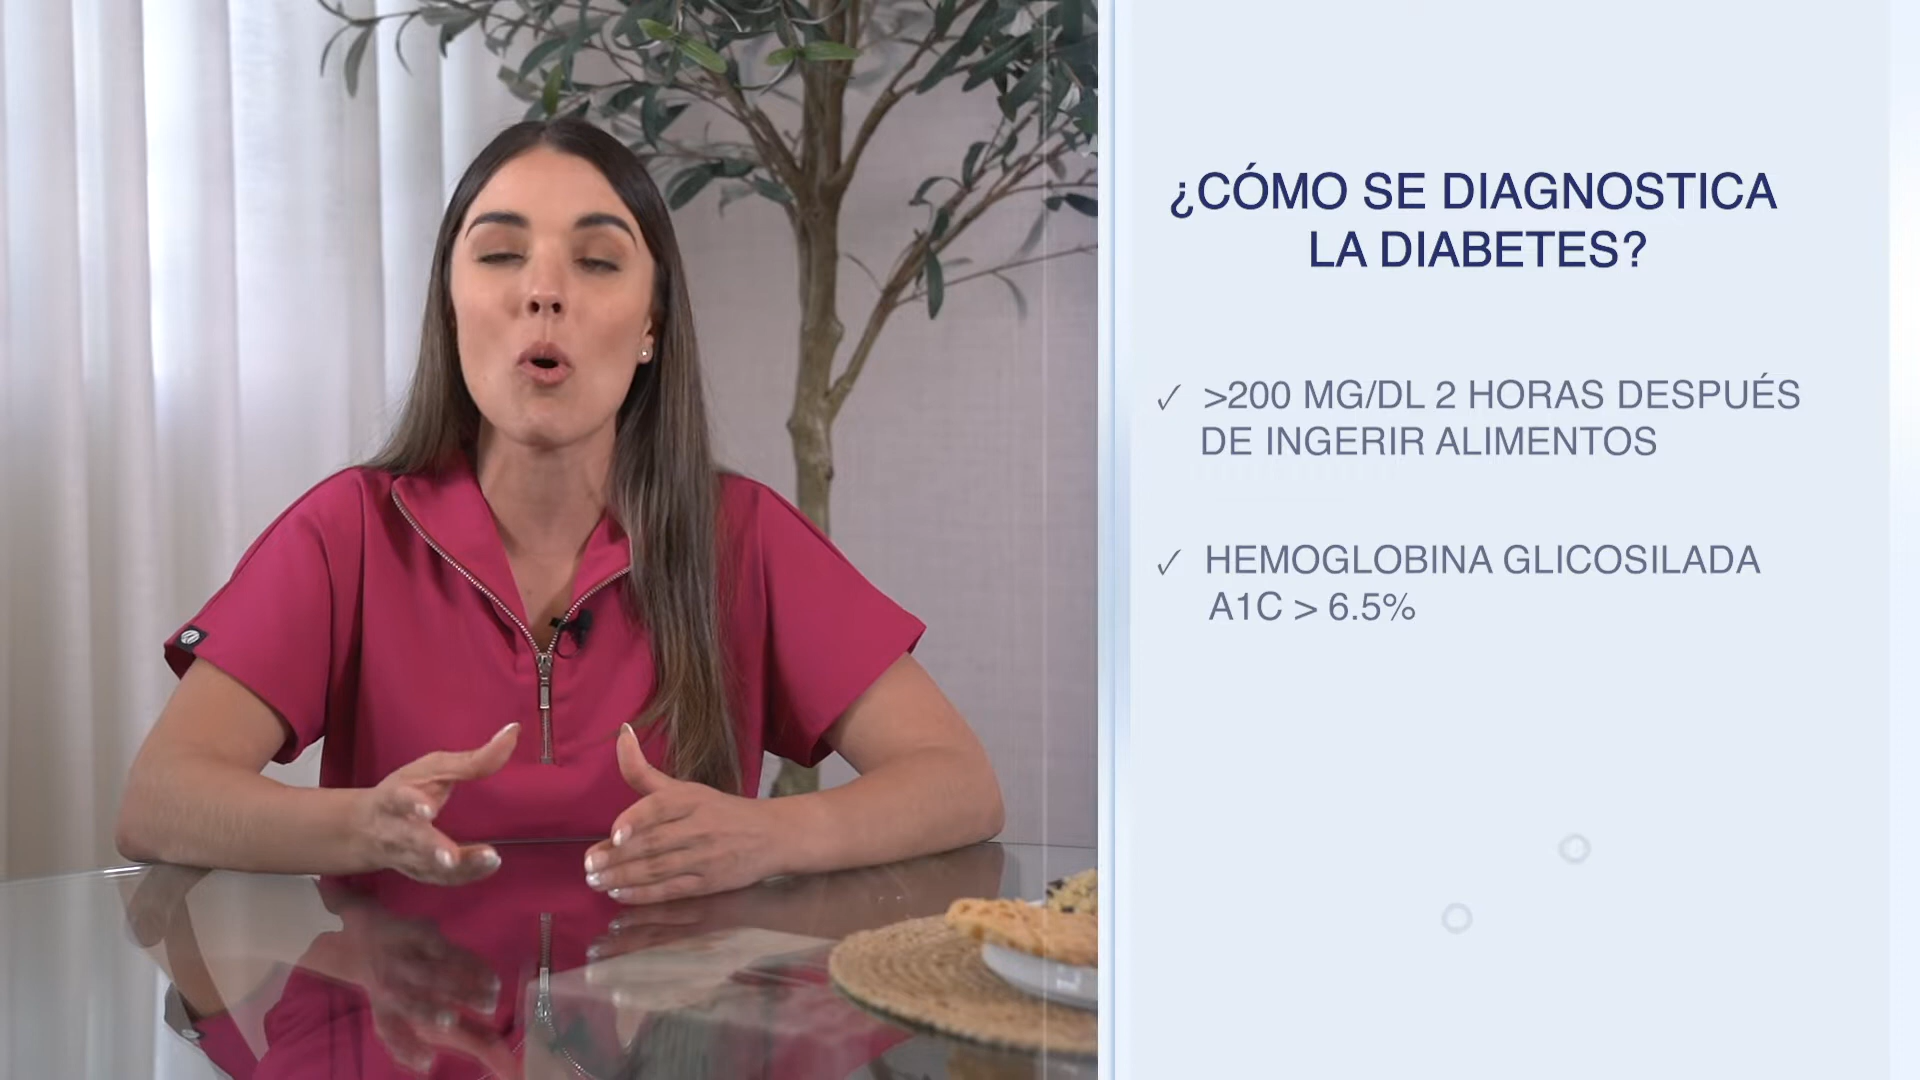 ¿CÓMO SE DIAGNOSTICA
LA DIABETES?
✓ >200 MG/DL 2 HORAS DESPUÉS
DE INGERIR ALIMENTOS
✓ HEMOGLOBINA GLICOSILADA
A1C > 6.5%